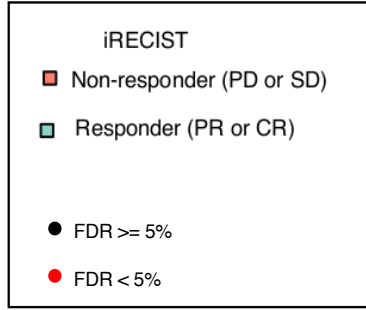 iRECIST
Non-responder (PD or SD)
Responder (PR or CR)
FDR >= 5%
FDR < 5%